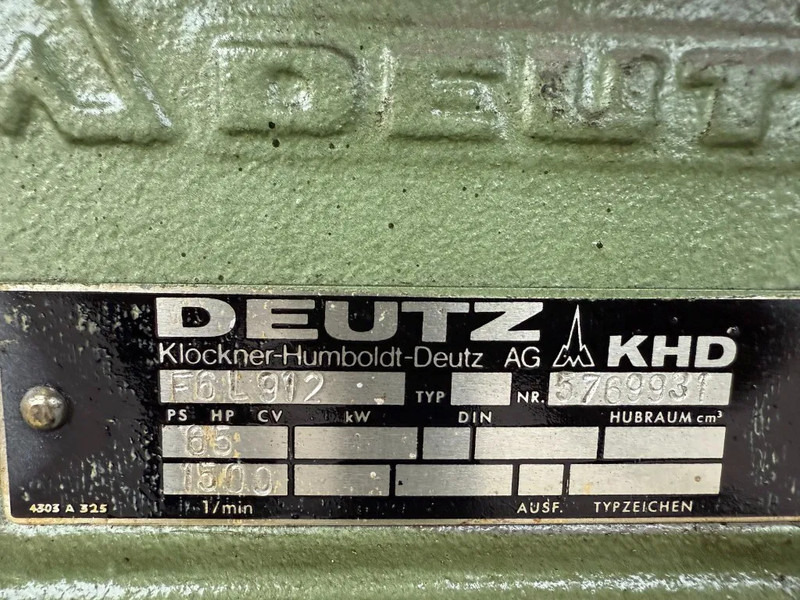 DEUT
DEUTZ
Klöckner-Humboldt-Deutz AG KHD
F6L912 TYP NR. 5769931
PS HP CV kW DIN HUBRAUM cm³
65
1500
4303 A 325 1/min AUSF. TYPZEICHEN